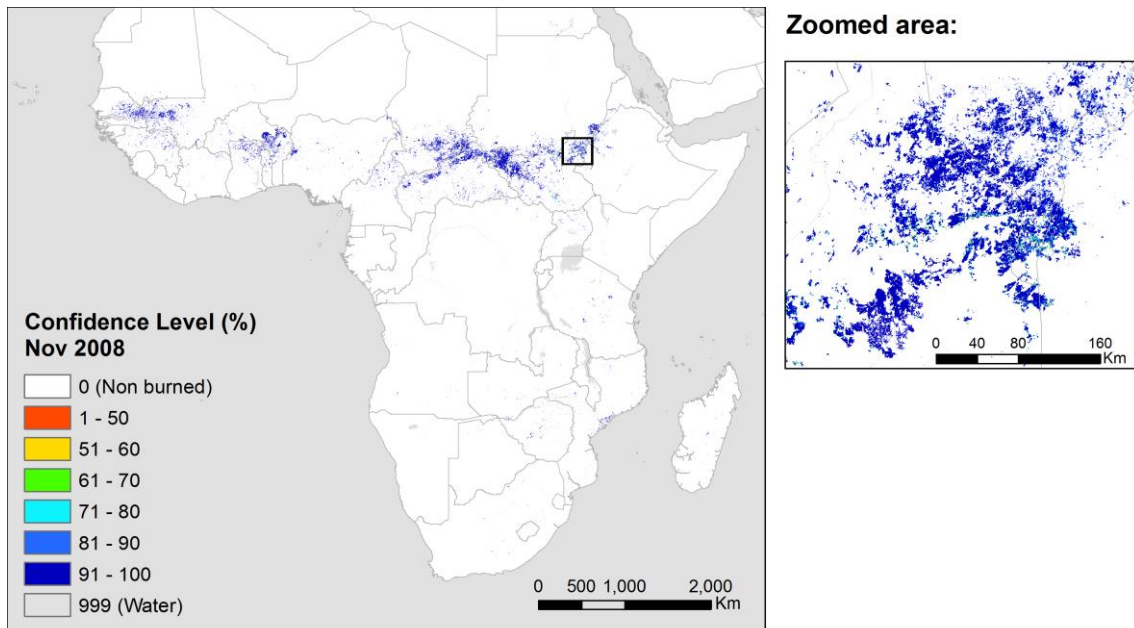 Zoomed area:
0 40 80 160
Km
Confidence Level (%)
Nov 2008
0 (Non burned)
1 - 50
51 - 60
61 - 70
71 - 80
81 - 90
91 - 100
999 (Water)
0 500 1,000 2,000
Km